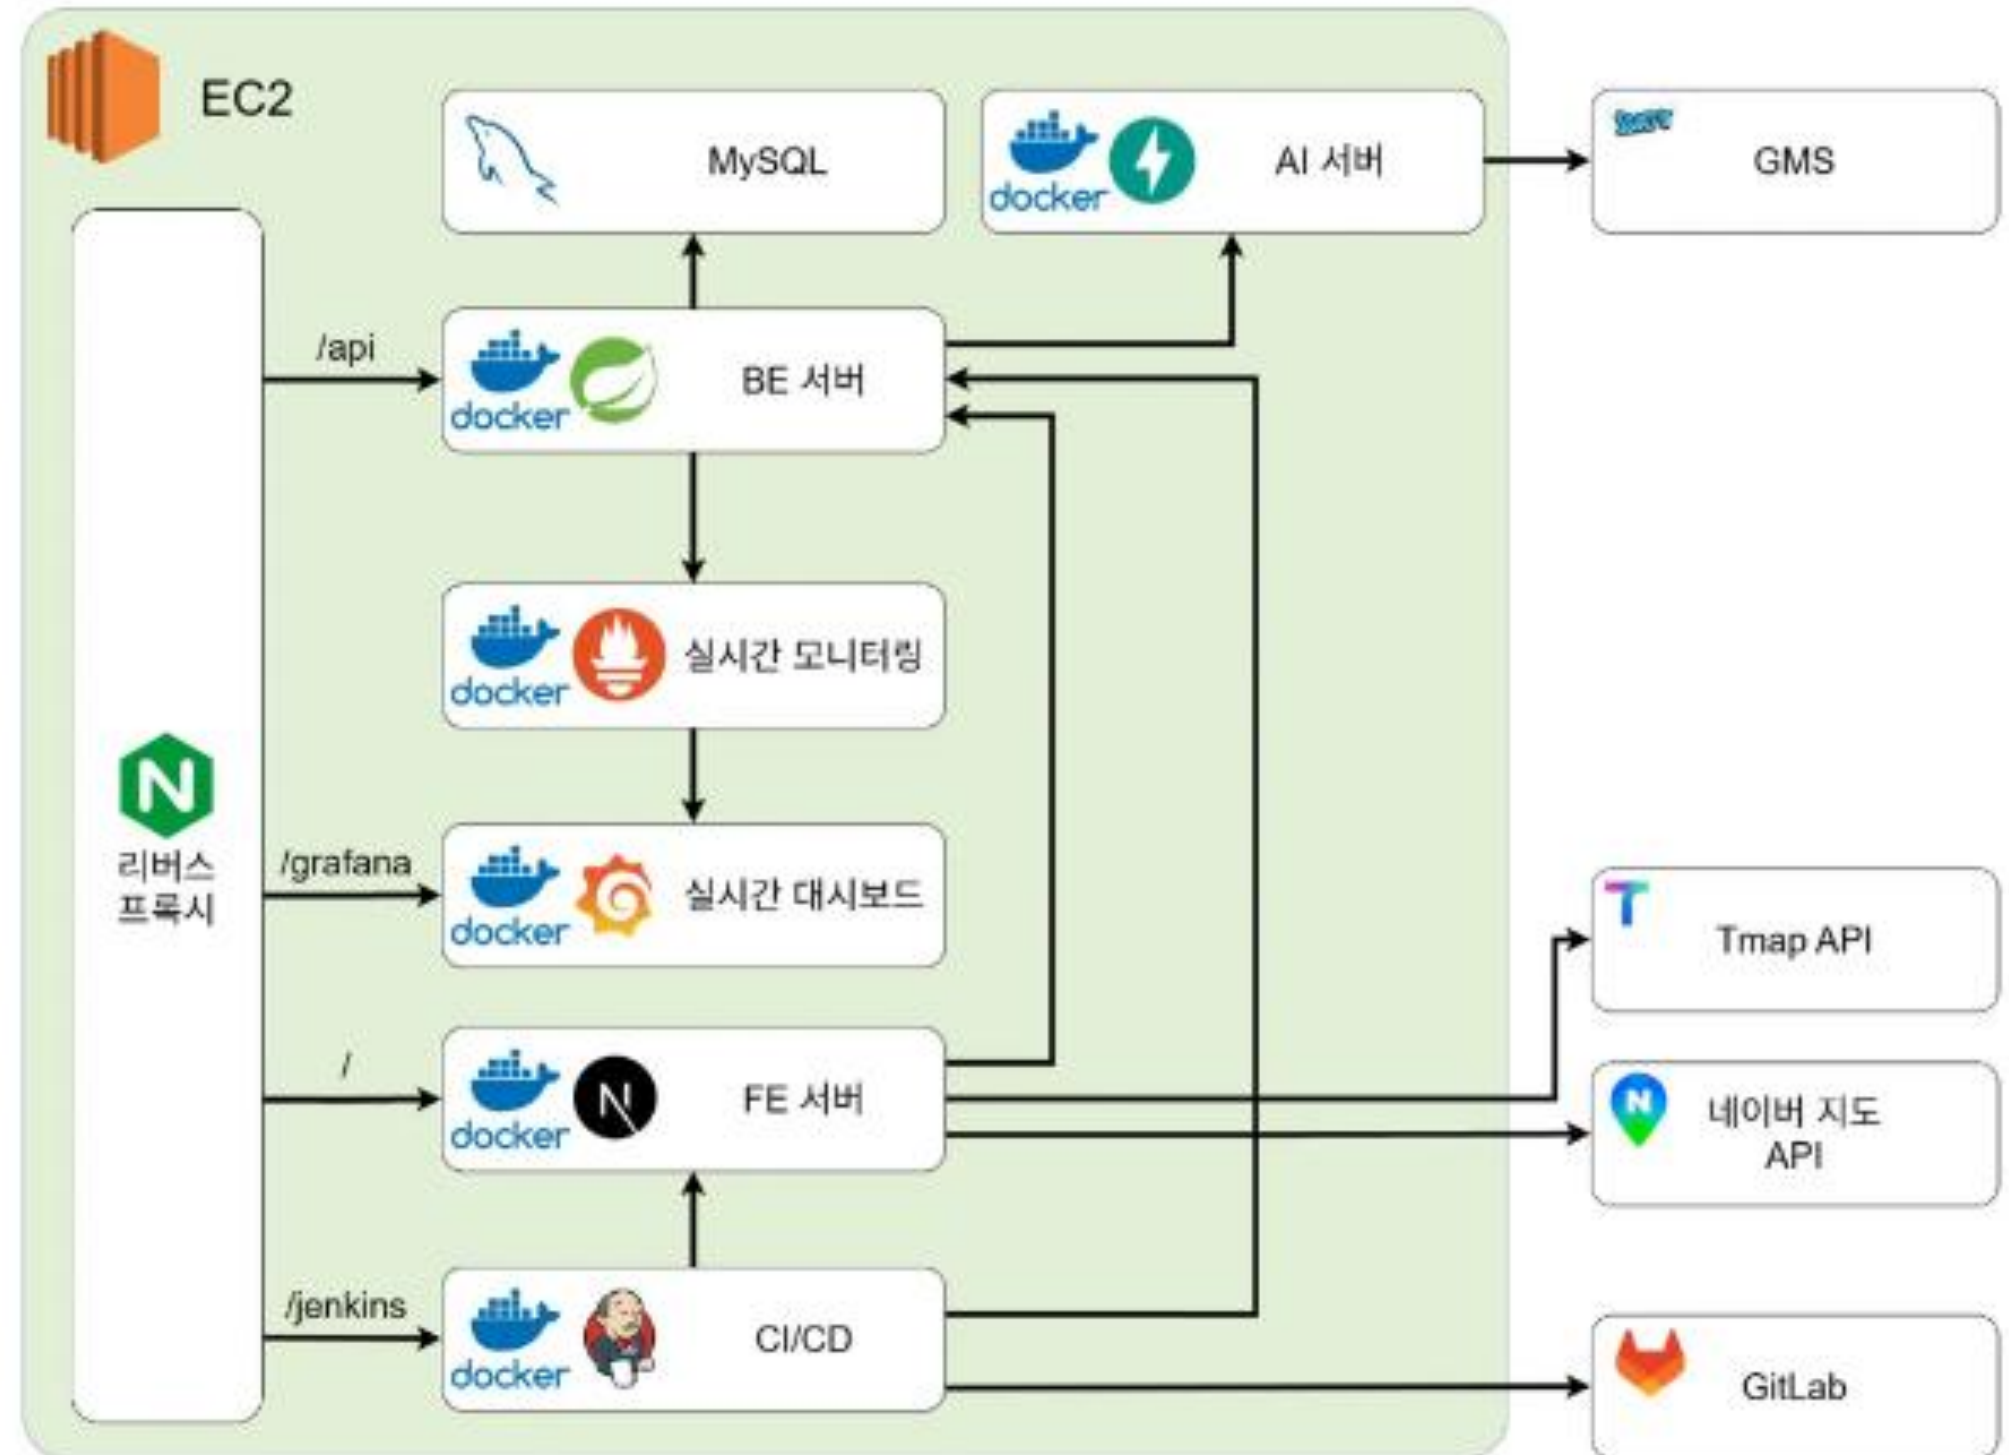 EC2
MySQL
docker
AI 서버
GMS
/api
docker
BE 서버
docker
실시간 모니터링
리버스
프록시
/grafana
docker
실시간 대시보드
Tmap API
/
docker
FE 서버
네이버 지도
API
/jenkins
docker
CI/CD
GitLab